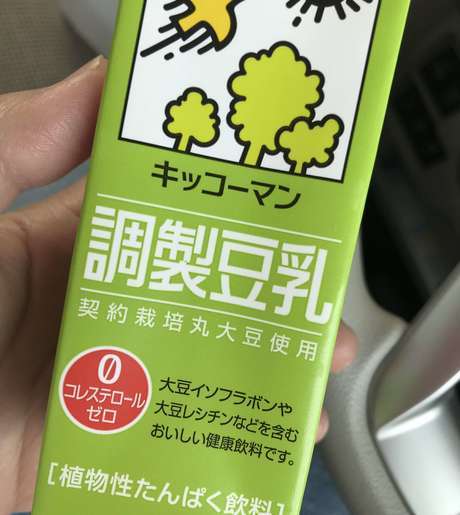 キッコーマン
調製豆乳
契約栽培丸大豆使用
0
コレステロール
ゼロ
大豆イソフラボンや
大豆レシチンなどを含む
おいしい健康飲料です。
[植物性たんぱく飲料]